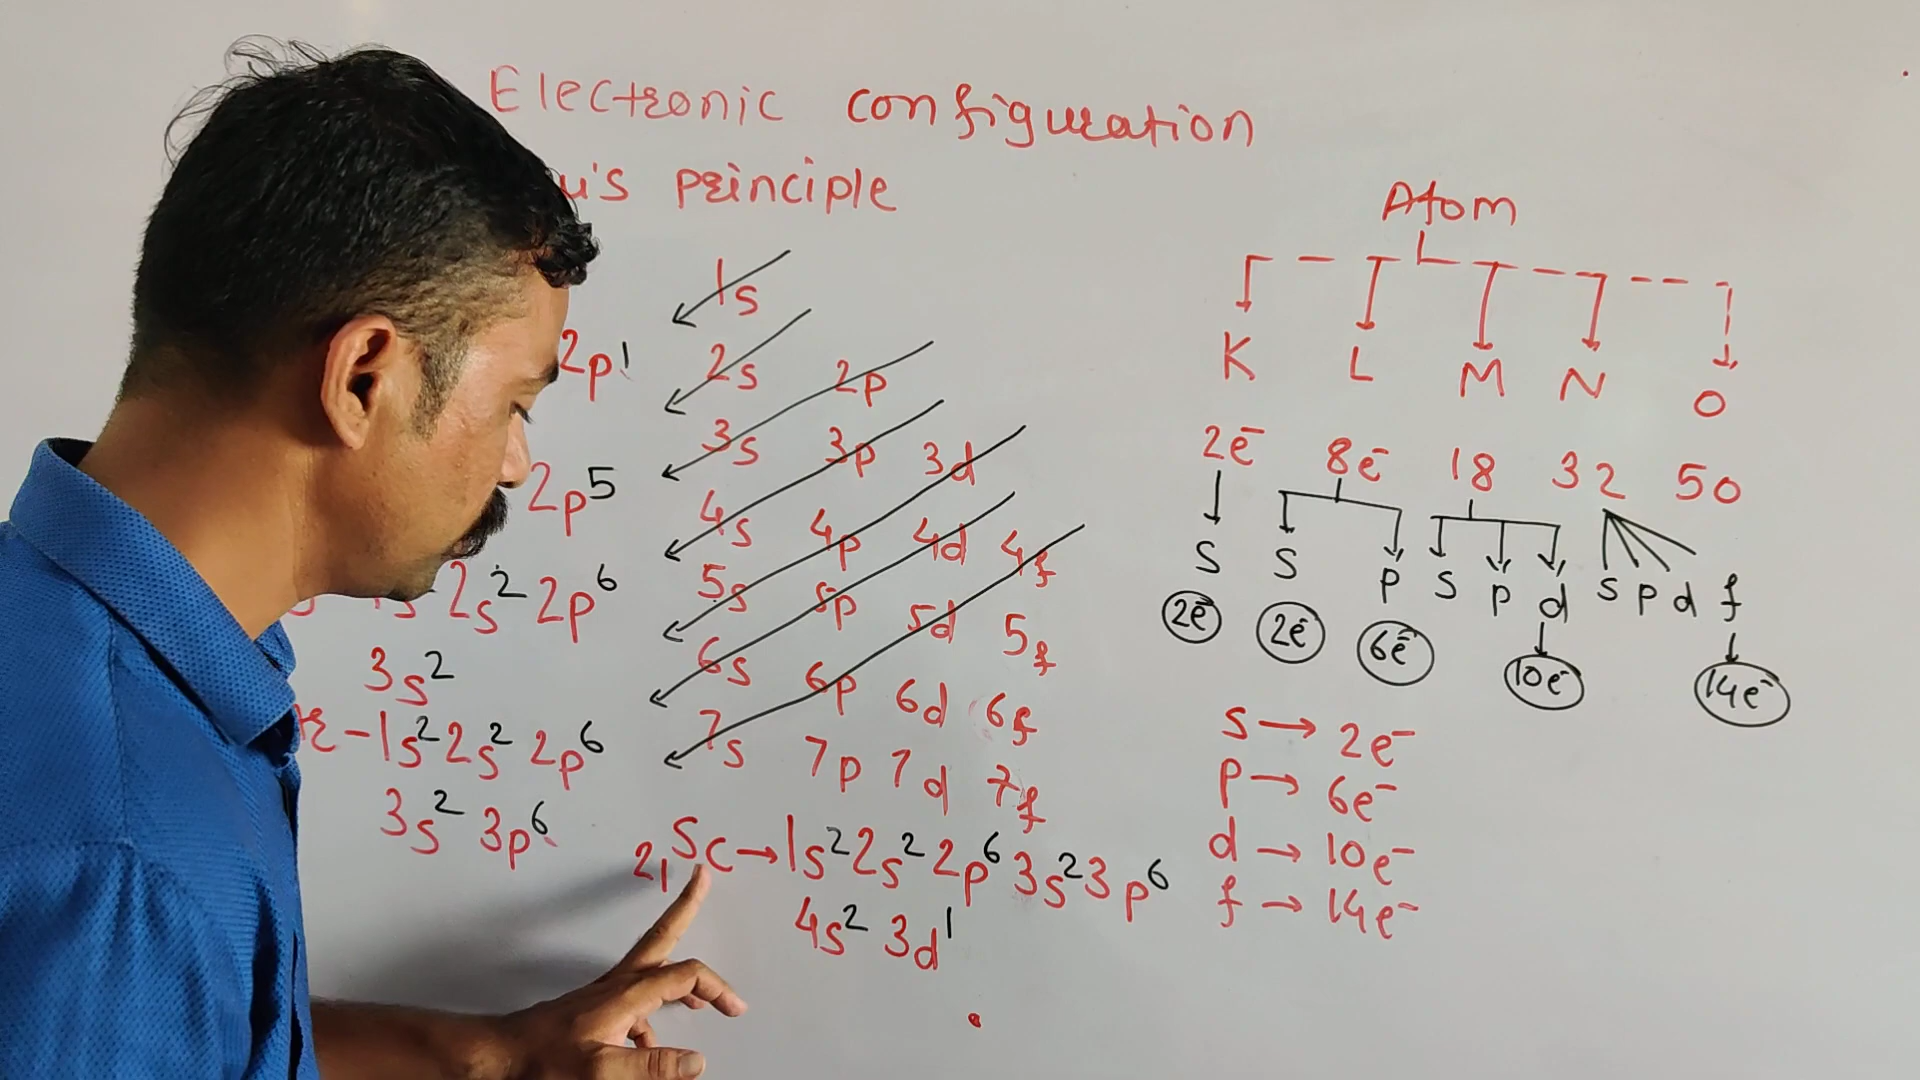 Electronic configuration
u's principle
1s
2s 2p
3s 3p 3d
4s 4p 4d 4f
5s 5p 5d 5f
6s 6p 6d 6f
7s 7p 7d 7f
2p¹
2p⁵
2s² 2p⁶
3s²
1s² 2s² 2p⁶
3s² 3p⁶
₂₁Sc → 1s² 2s² 2p⁶ 3s² 3p⁶
4s² 3d¹
Atom
K L M N O
2e⁻ 8e⁻ 18 32 50
s s p s p d s p d f
2e⁻ 2e⁻ 6e⁻ 10e⁻ 14e⁻
s → 2e⁻
p → 6e⁻
d → 10e⁻
f → 14e⁻